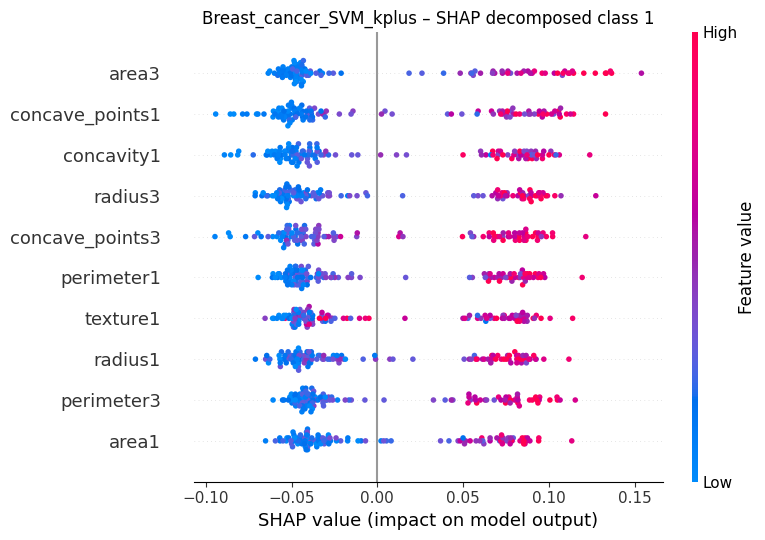 Breast_cancer_SVM_kplus – SHAP decomposed class 1
High
area3
concave_points1
concavity1
radius3
concave_points3
perimeter1
texture1
radius1
perimeter3
area1
Feature value
Low
−0.10 −0.05 0.00 0.05 0.10 0.15
SHAP value (impact on model output)